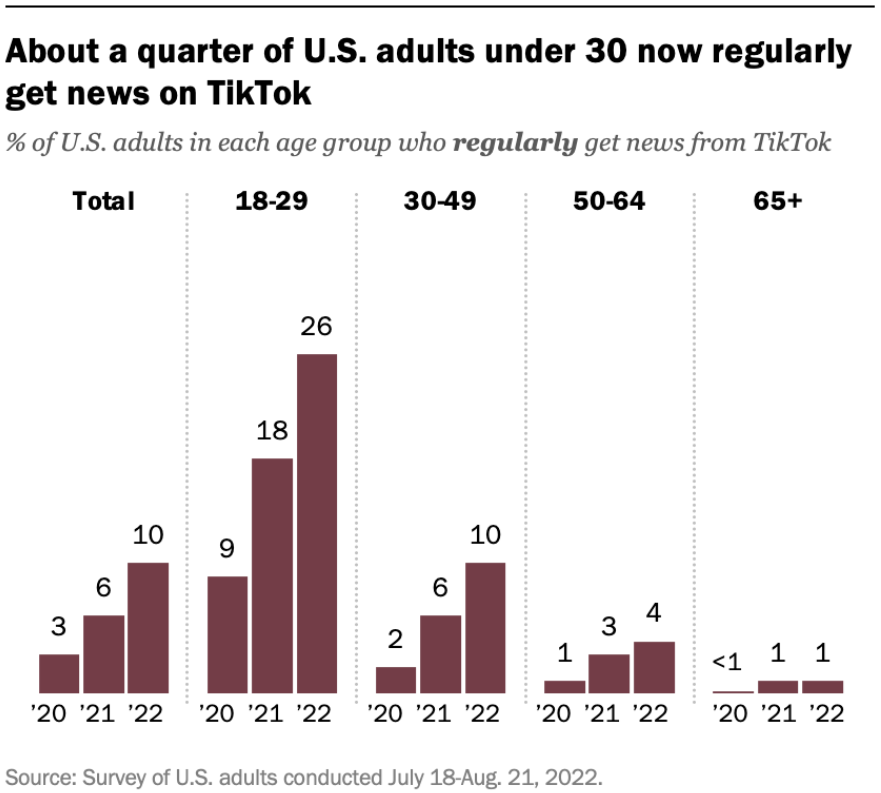 About a quarter of U.S. adults under 30 now regularly
get news on TikTok
% of U.S. adults in each age group who regularly get news from TikTok
Total 18-29 30-49 50-64 65+
3 6 10 9 18 26 2 6 10 1 3 4 <1 1 1
’20 ’21 ’22 ’20 ’21 ’22 ’20 ’21 ’22 ’20 ’21 ’22 ’20 ’21 ’22
Source: Survey of U.S. adults conducted July 18-Aug. 21, 2022.